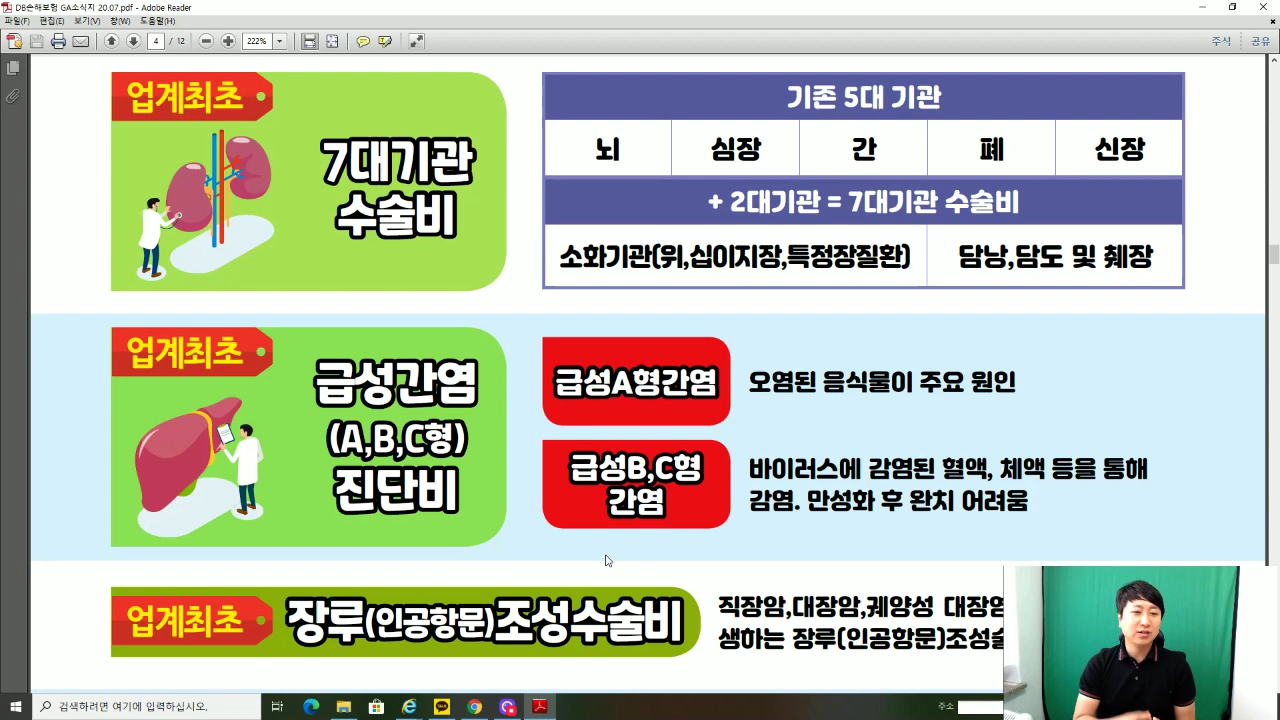 DB손해보험 GA소식지 20.07.pdf - Adobe Reader
파일(F) 편집(E) 보기(V) 창(W) 도움말(H)
4 / 12 222% 주석 공유
업계최초
7대기관
수술비
기존 5대 기관
뇌 심장 간 폐 신장
+ 2대기관 = 7대기관 수술비
소화기관(위,십이지장,특정장질환) 담낭,담도 및 췌장
업계최초
급성간염
(A,B,C형)
진단비
급성A형간염
오염된 음식물이 주요 원인
급성B,C형
간염
바이러스에 감염된 혈액, 체액 등을 통해
감염. 만성화 후 완치 어려움
업계최초
장루(인공항문)조성수술비
직장암,대장암,궤양성 대장염
생하는 장루(인공항문)조성술
검색하려면 여기에 입력하십시오.
TALK
주소